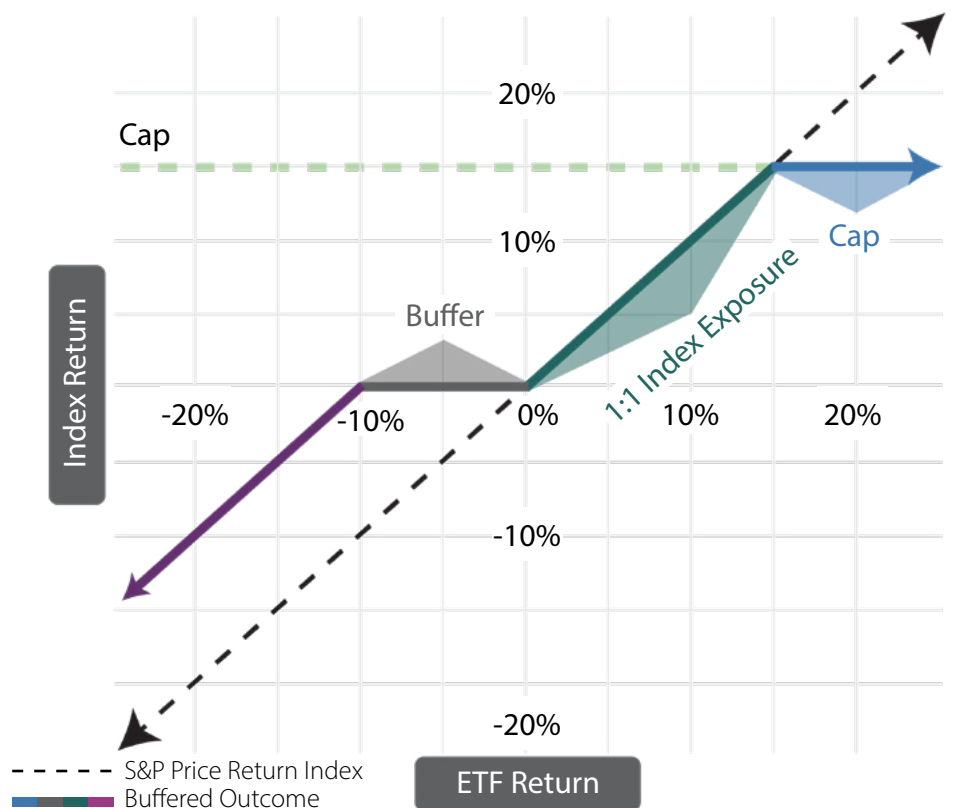 20%
Cap
10%
Cap
Buffer
1:1 Index Exposure
Index Return
-20%
-10%
0%
10%
20%
-10%
-20%
S&P Price Return Index
ETF Return
Buffered Outcome